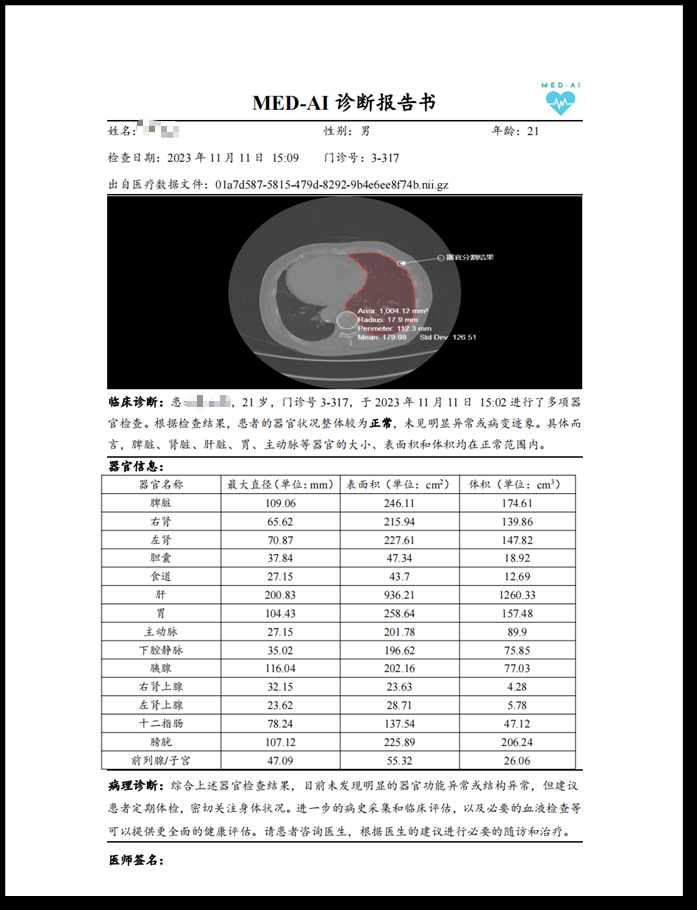 MED-AI
MED-AI 诊断报告书
姓名: 性别：男 年龄：21
检查日期：2023 年 11 月 11 日 15:09 门诊号：3-317
出自医疗数据文件：01a7d587-5815-479d-8292-9b4e6ee8f74b.nii.gz
器官分割结果
Area: 1,004.12 mm²
Radius: 17.9 mm
Perimeter: 112.3 mm
Mean: 179.98 Std Dev: 126.51
临床诊断：患 ，21 岁，门诊号 3-317，于 2023 年 11 月 11 日 15:02 进行了多项器
官检查。根据检查结果，患者的器官状况整体较为正常，未见明显异常或病变迹象。具体而
言，脾脏、肾脏、肝脏、胃、主动脉等器官的大小、表面积和体积均在正常范围内。
器官信息：
器官名称 最大直径（单位：mm） 表面积（单位：cm²） 体积（单位：cm³）
脾脏 109.06 246.11 174.61
右肾 65.62 215.94 139.86
左肾 70.87 227.61 147.82
胆囊 37.84 47.34 18.92
食道 27.15 43.7 12.69
肝 200.83 936.21 1260.33
胃 104.43 258.64 157.48
主动脉 27.15 201.78 89.9
下腔静脉 35.02 196.62 75.85
胰腺 116.04 202.16 77.03
右肾上腺 32.15 23.63 4.28
左肾上腺 23.62 28.71 5.78
十二指肠 78.24 137.54 47.12
膀胱 107.12 225.89 206.24
前列腺/子宫 47.09 55.32 26.06
病理诊断：综合上述器官检查结果，目前未发现明显的器官功能异常或结构异常，但建议
患者定期体检，密切关注身体状况。进一步的病史采集和临床评估，以及必要的血液检查等
可以提供更全面的健康评估。请患者咨询医生，根据医生的建议进行必要的随访和治疗。
医师签名：